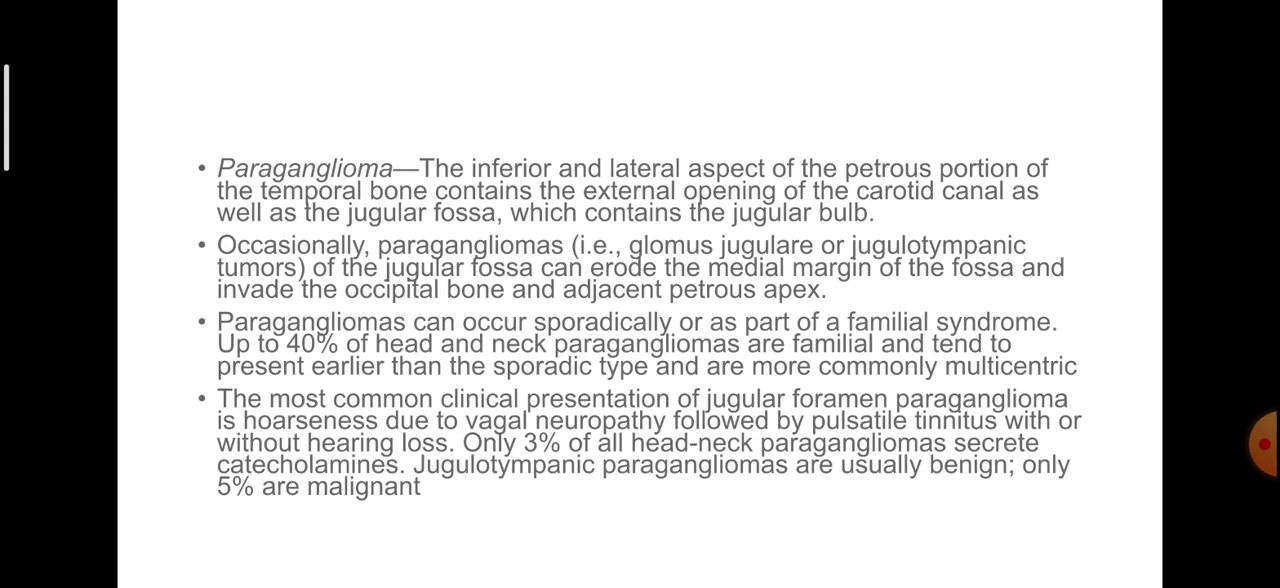 • Paraganglioma—The inferior and lateral aspect of the petrous portion of
the temporal bone contains the external opening of the carotid canal as
well as the jugular fossa, which contains the jugular bulb.
• Occasionally, paragangliomas (i.e., glomus jugulare or jugulotympanic
tumors) of the jugular fossa can erode the medial margin of the fossa and
invade the occipital bone and adjacent petrous apex.
• Paragangliomas can occur sporadically or as part of a familial syndrome.
Up to 40% of head and neck paragangliomas are familial and tend to
present earlier than the sporadic type and are more commonly multicentric
• The most common clinical presentation of jugular foramen paraganglioma
is hoarseness due to vagal neuropathy followed by pulsatile tinnitus with or
without hearing loss. Only 3% of all head-neck paragangliomas secrete
catecholamines. Jugulotympanic paragangliomas are usually benign; only
5% are malignant